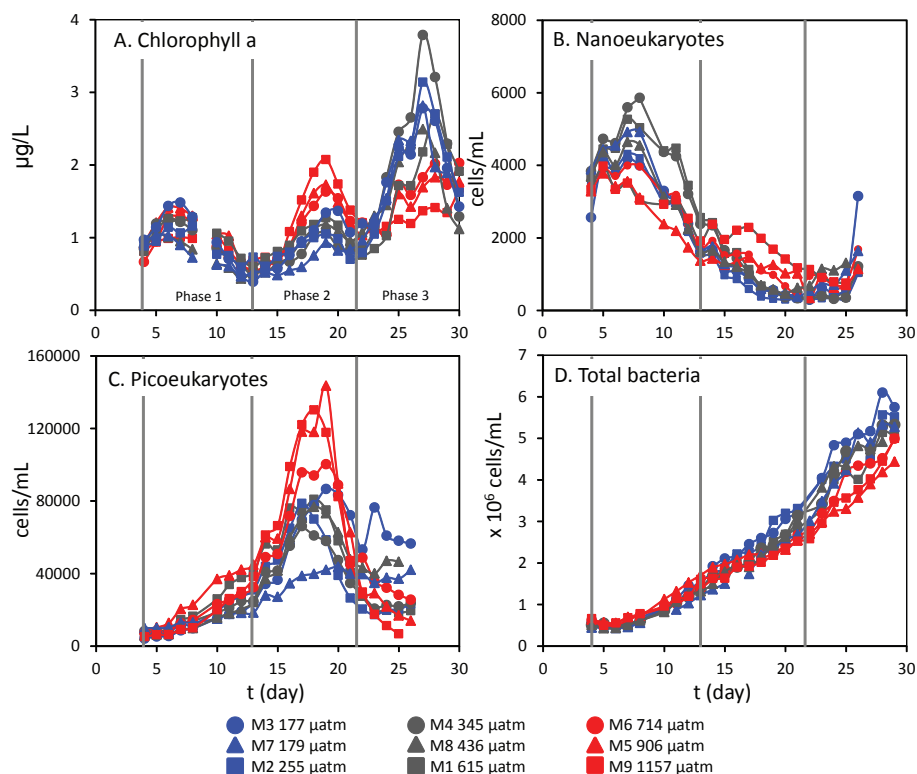 A. Chlorophyll a
B. Nanoeukaryotes
4
3
2
1
0
µg/L
Phase 1
Phase 2
Phase 3
0 5 10 15 20 25 30
8000
6000
4000
2000
0
cells/mL
0 5 10 15 20 25 30
C. Picoeukaryotes
D. Total bacteria
160000
120000
80000
40000
0
cells/mL
0 5 10 15 20 25 30
t (day)
7
6
5
4
3
2
1
0
x 10⁶ cells/mL
0 5 10 15 20 25 30
t (day)
M3 177 µatm M4 345 µatm M6 714 µatm
M7 179 µatm M8 436 µatm M5 906 µatm
M2 255 µatm M1 615 µatm M9 1157 µatm